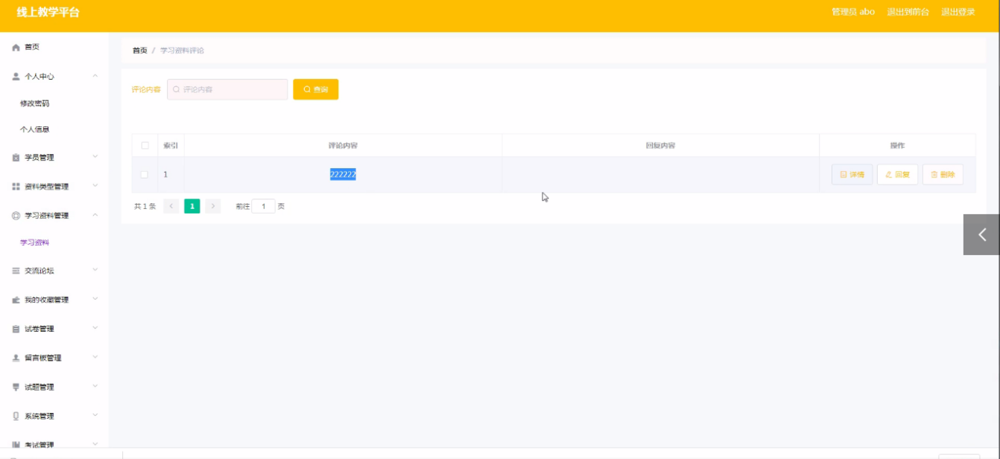 线上教学平台
管理员 abo 退出到前台 退出登录
首页
个人中心
修改密码
个人信息
学员管理
资料类型管理
学习资料管理
学习资料
交流论坛
我的收藏管理
试卷管理
留言板管理
试题管理
系统管理
考试管理
首页 / 学习资料评论
评论内容 评论内容 查询
索引 评论内容 回复内容 操作
1 222222 详情 回复 删除
共 1 条 1 前往 1 页